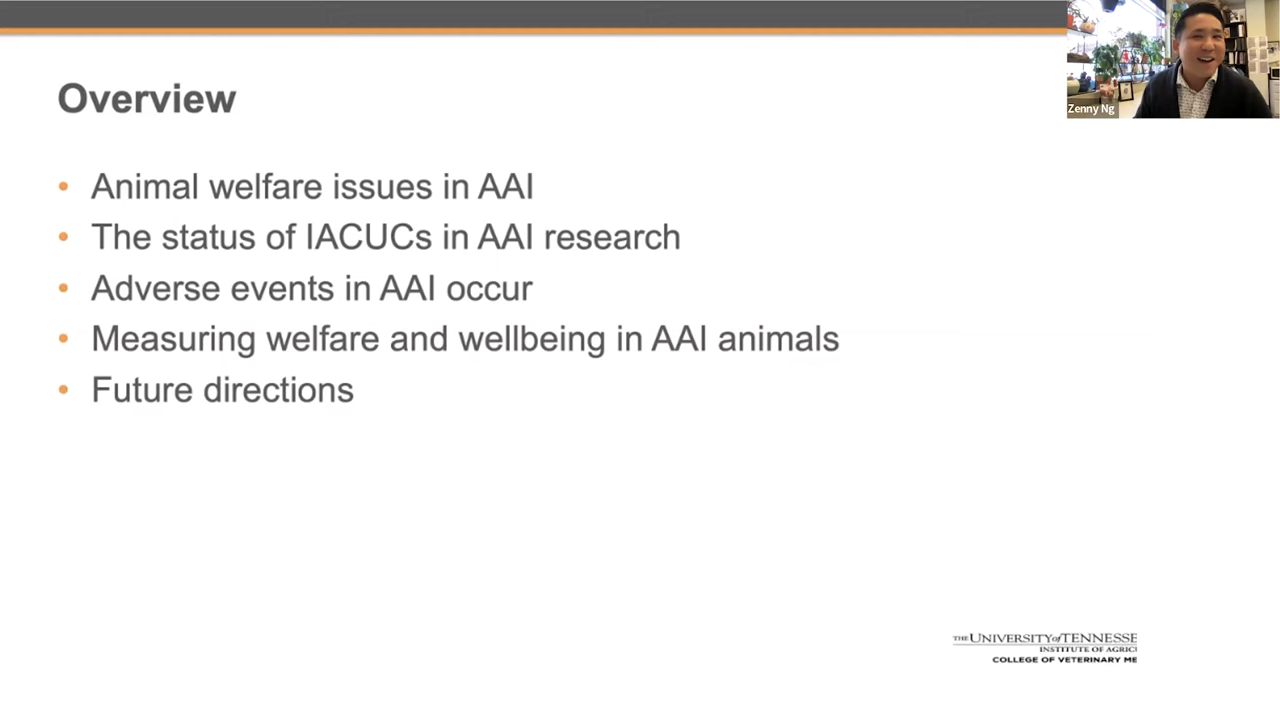 Zenny Ng
Overview
• Animal welfare issues in AAI
• The status of IACUCs in AAI research
• Adverse events in AAI occur
• Measuring welfare and wellbeing in AAI animals
• Future directions
THE UNIVERSITY of TENNESSE
INSTITUTE OF AGRIC
COLLEGE OF VETERINARY ME